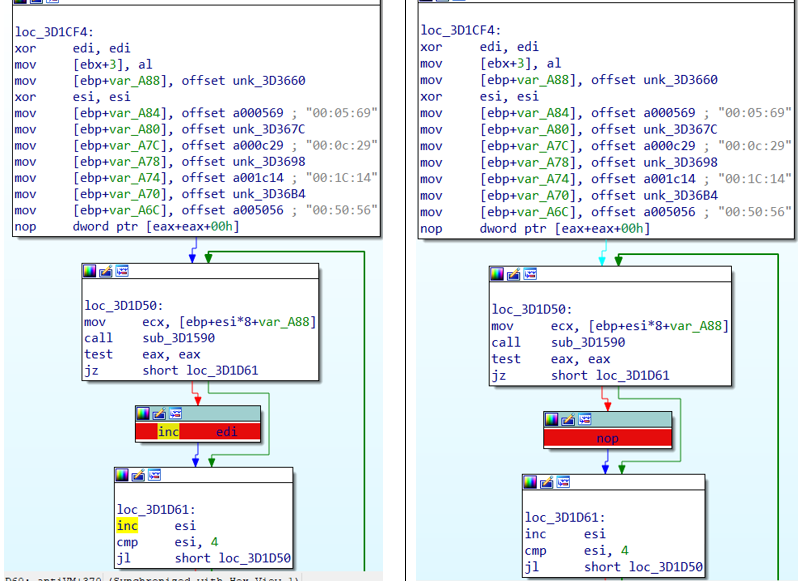 loc_3D1CF4:
xor edi, edi
mov [ebx+3], al
mov [ebp+var_A88], offset unk_3D3660
xor esi, esi
mov [ebp+var_A84], offset a000569 ; "00:05:69"
mov [ebp+var_A80], offset unk_3D367C
mov [ebp+var_A7C], offset a000c29 ; "00:0c:29"
mov [ebp+var_A78], offset unk_3D3698
mov [ebp+var_A74], offset a001c14 ; "00:1C:14"
mov [ebp+var_A70], offset unk_3D36B4
mov [ebp+var_A6C], offset a005056 ; "00:50:56"
nop dword ptr [eax+eax+00h]
loc_3D1D50:
mov ecx, [ebp+esi*8+var_A88]
call sub_3D1590
test eax, eax
jz short loc_3D1D61
inc edi
loc_3D1D61:
inc esi
cmp esi, 4
jl short loc_3D1D50
loc_3D1CF4:
xor edi, edi
mov [ebx+3], al
mov [ebp+var_A88], offset unk_3D3660
xor esi, esi
mov [ebp+var_A84], offset a000569 ; "00:05:69"
mov [ebp+var_A80], offset unk_3D367C
mov [ebp+var_A7C], offset a000c29 ; "00:0c:29"
mov [ebp+var_A78], offset unk_3D3698
mov [ebp+var_A74], offset a001c14 ; "00:1C:14"
mov [ebp+var_A70], offset unk_3D36B4
mov [ebp+var_A6C], offset a005056 ; "00:50:56"
nop dword ptr [eax+eax+00h]
loc_3D1D50:
mov ecx, [ebp+esi*8+var_A88]
call sub_3D1590
test eax, eax
jz short loc_3D1D61
nop
loc_3D1D61:
inc esi
cmp esi, 4
jl short loc_3D1D50